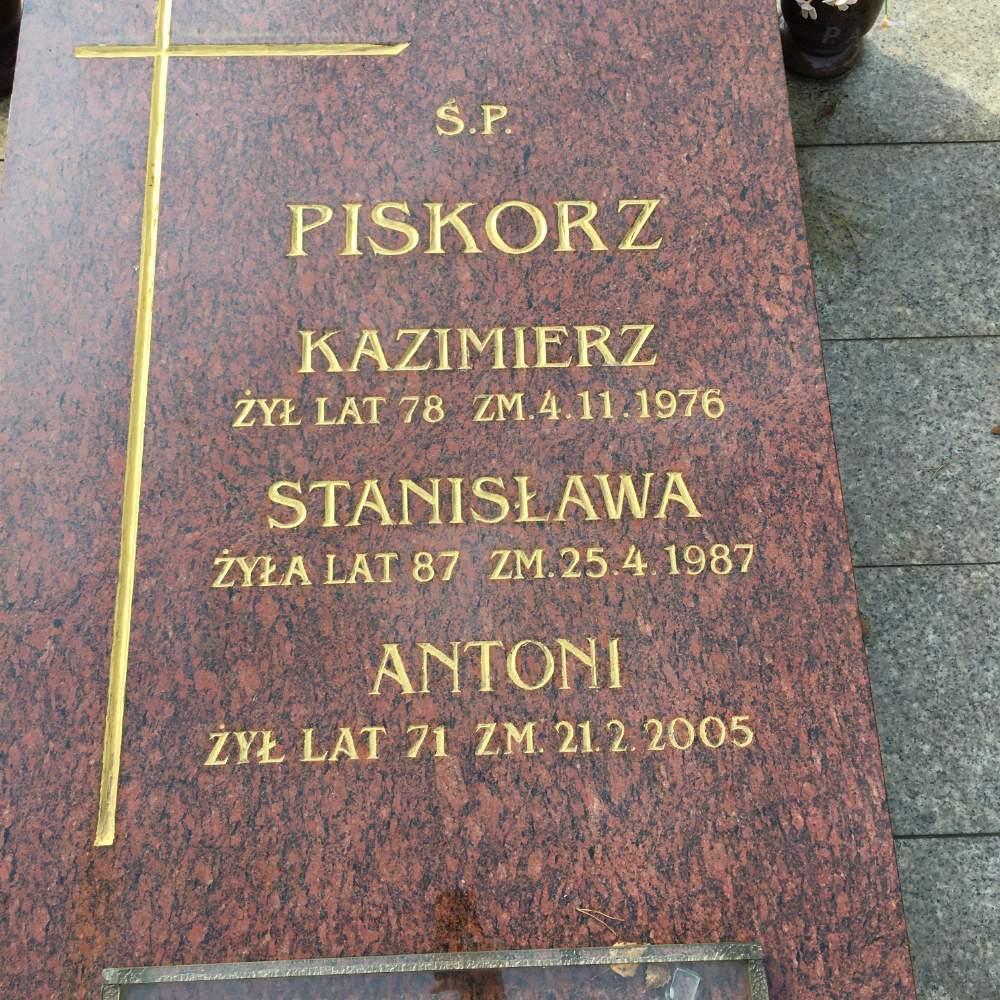 Ś.P.
PISKORZ
KAZIMIERZ
ŻYŁ LAT 78 ZM.4.11.1976
STANISŁAWA
ŻYŁA LAT 87 ZM.25.4.1987
ANTONI
ŻYŁ LAT 71 ZM.21.2.2005
P